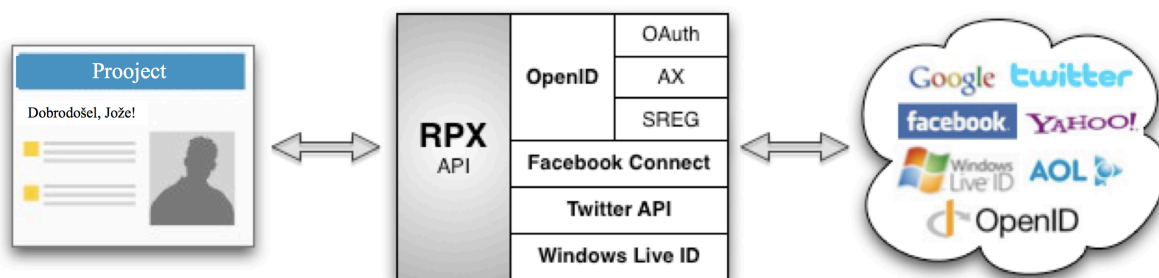 Prooject
Dobrodošel, Jože!
RPX
API
OpenID
OAuth
AX
SREG
Facebook Connect
Twitter API
Windows Live ID
Google twitter
facebook. YAHOO!
Windows Live ID AOL
OpenID